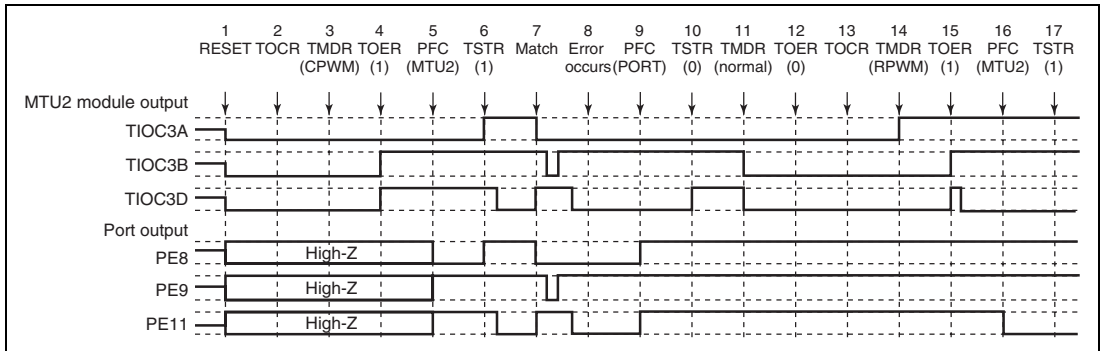 1 2 3 4 5 6 7 8 9 10 11 12 13 14 15 16 17
RESET TOCR TMDR TOER PFC TSTR Match Error PFC TSTR TMDR TOER TOCR TMDR TOER PFC TSTR
(CPWM) (1) (MTU2) (1) occurs (PORT) (0) (normal) (0) (RPWM) (1) (MTU2) (1)
MTU2 module output
TIOC3A
TIOC3B
TIOC3D
Port output
PE8 High-Z
PE9 High-Z
PE11 High-Z